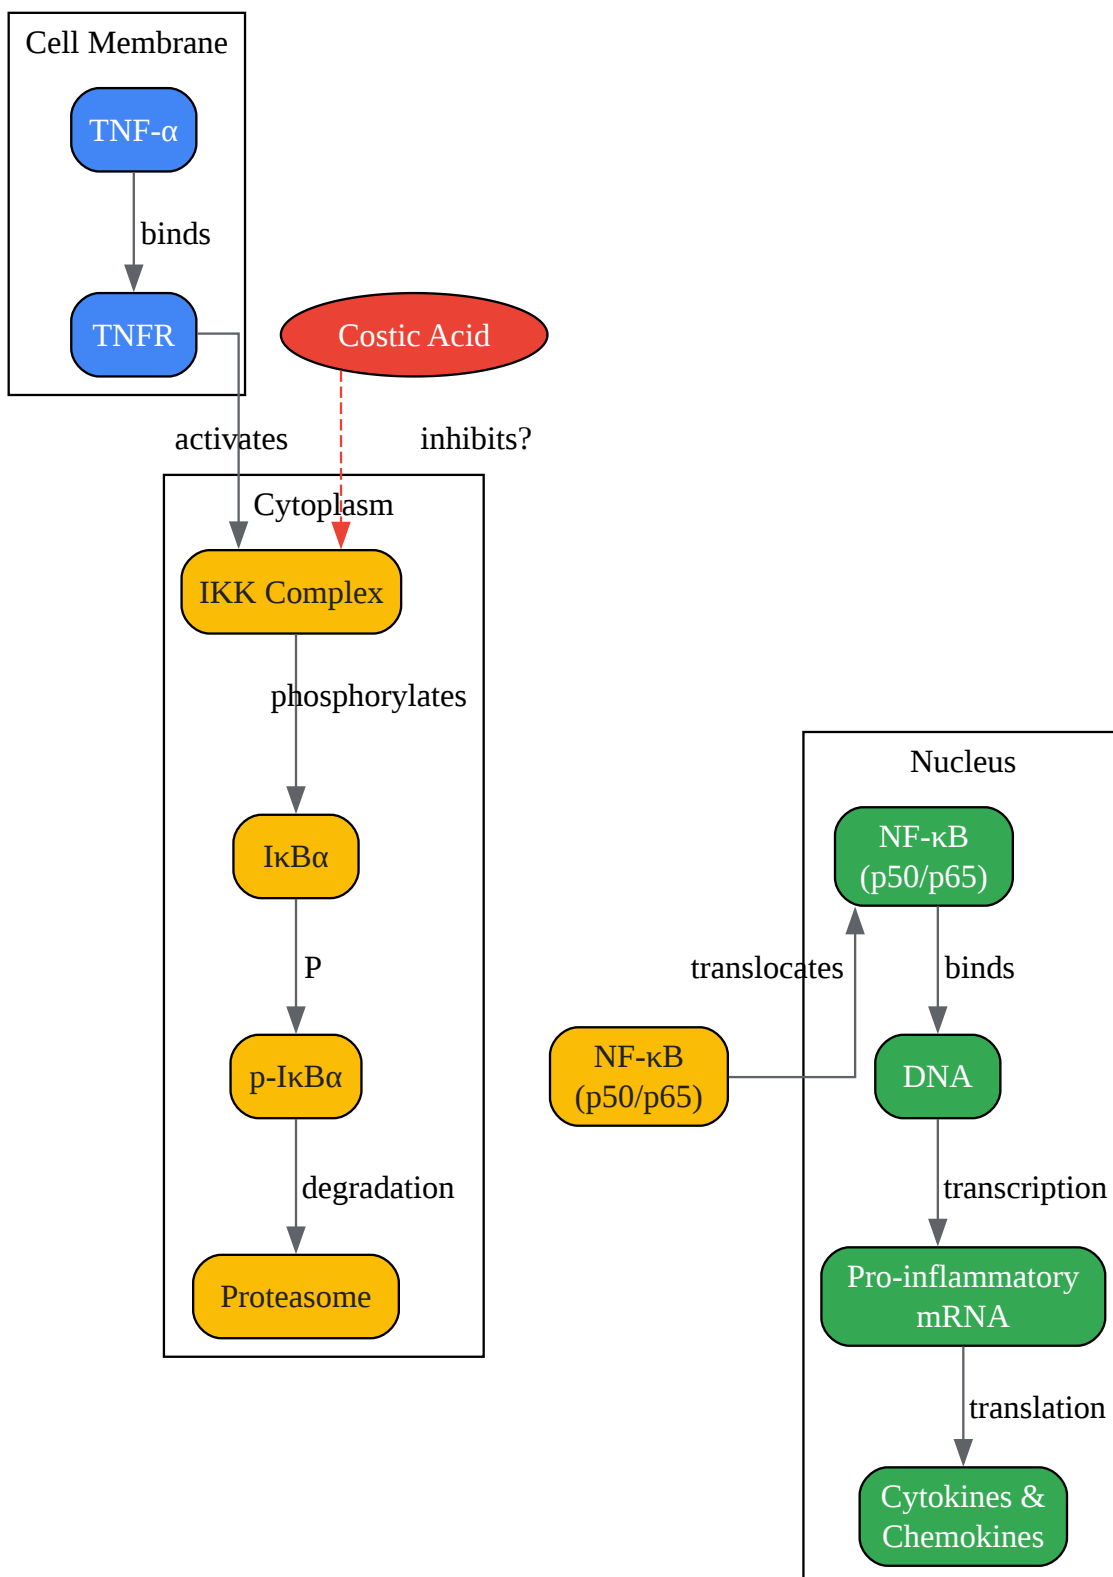 Cell Membrane
TNF-α
binds
TNFR
Costic Acid
activates
inhibits?
Cytoplasm
IKK Complex
phosphorylates
IκBα
P
p-IκBα
degradation
Proteasome
NF-κB
(p50/p65)
translocates
Nucleus
NF-κB
(p50/p65)
binds
DNA
transcription
Pro-inflammatory
mRNA
translation
Cytokines &
Chemokines